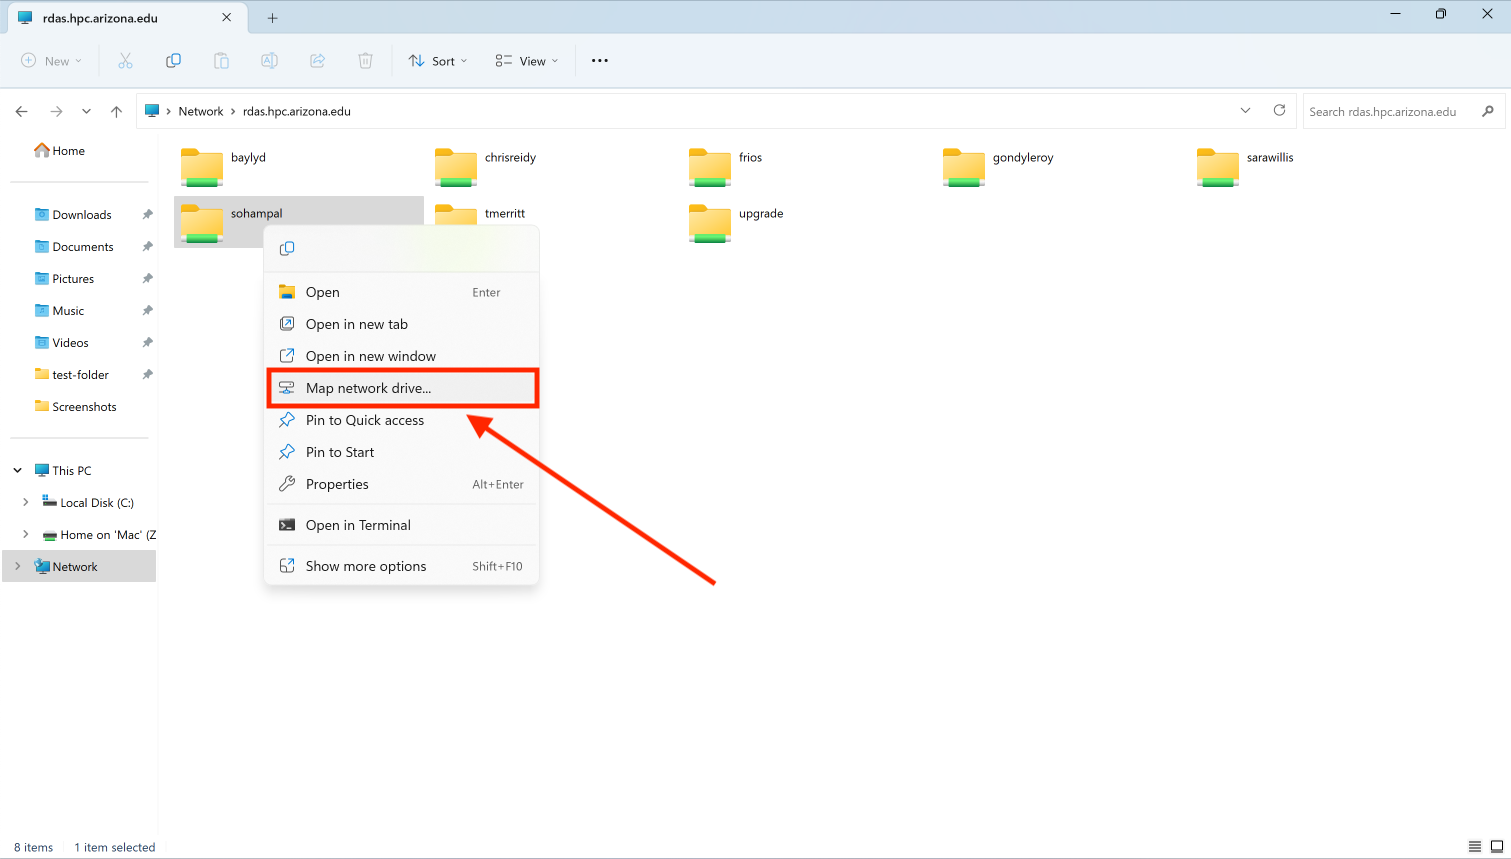 rdas.hpc.arizona.edu
New
Sort
View
Network
rdas.hpc.arizona.edu
Search rdas.hpc.arizona.edu
Home
Downloads
Documents
Pictures
Music
Videos
test-folder
Screenshots
This PC
Local Disk (C:)
Home on 'Mac' (Z
Network
baylyd
chrisreidy
frios
gondyleroy
sarawillis
sohampal
tmerritt
upgrade
Open Enter
Open in new tab
Open in new window
Map network drive...
Pin to Quick access
Pin to Start
Properties Alt+Enter
Open in Terminal
Show more options Shift+F10
8 items 1 item selected